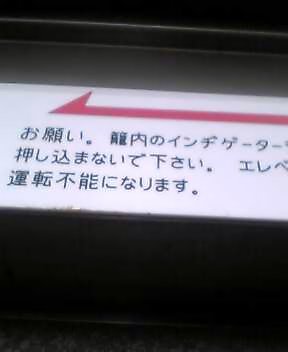 お願い。 籠内のインヂゲーター
押し込まないで下さい。 エレベ
運転不能になります。